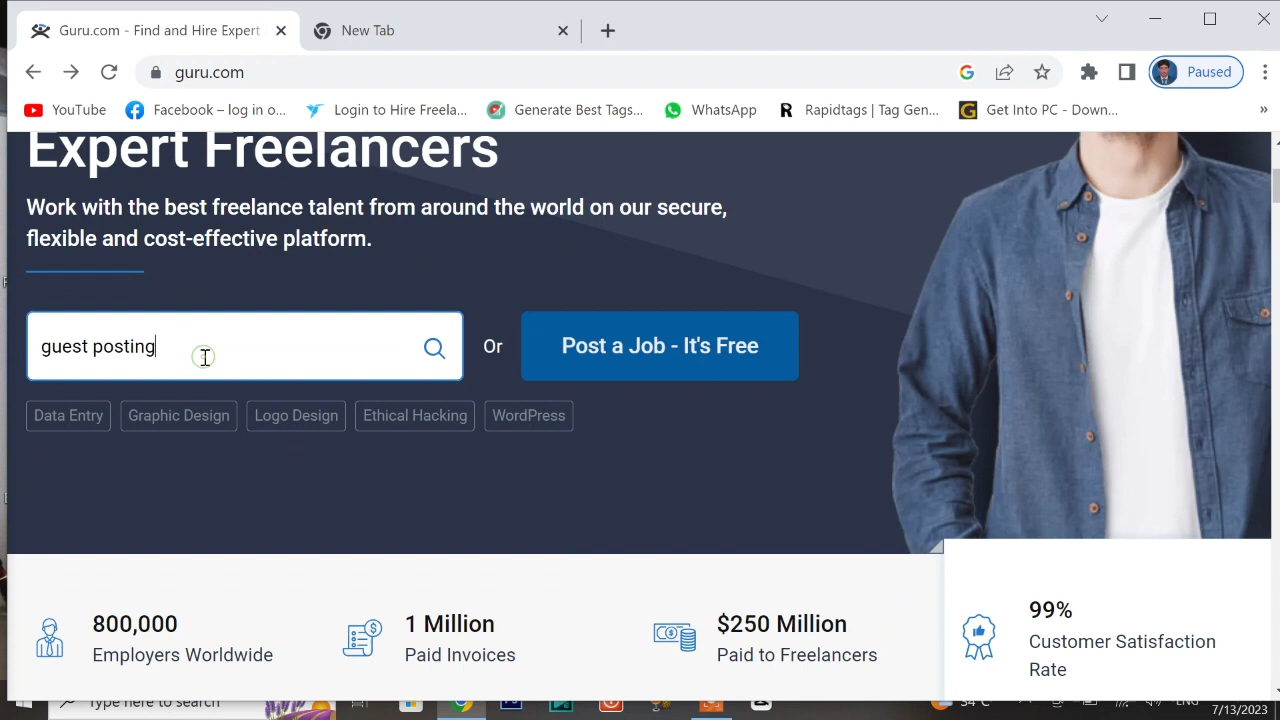 Guru.com - Find and Hire Expert
New Tab
guru.com
Paused
YouTube
Facebook – log in o...
Login to Hire Freela...
Generate Best Tags...
WhatsApp
Rapidtags | Tag Gen...
Get Into PC - Down...
»
Expert Freelancers
Work with the best freelance talent from around the world on our secure,
flexible and cost-effective platform.
guest posting
Or
Post a Job - It's Free
Data Entry
Graphic Design
Logo Design
Ethical Hacking
WordPress
800,000
Employers Worldwide
1 Million
Paid Invoices
$250 Million
Paid to Freelancers
99%
Customer Satisfaction
Rate
Type here to search
34°C
ENG
7/13/2023